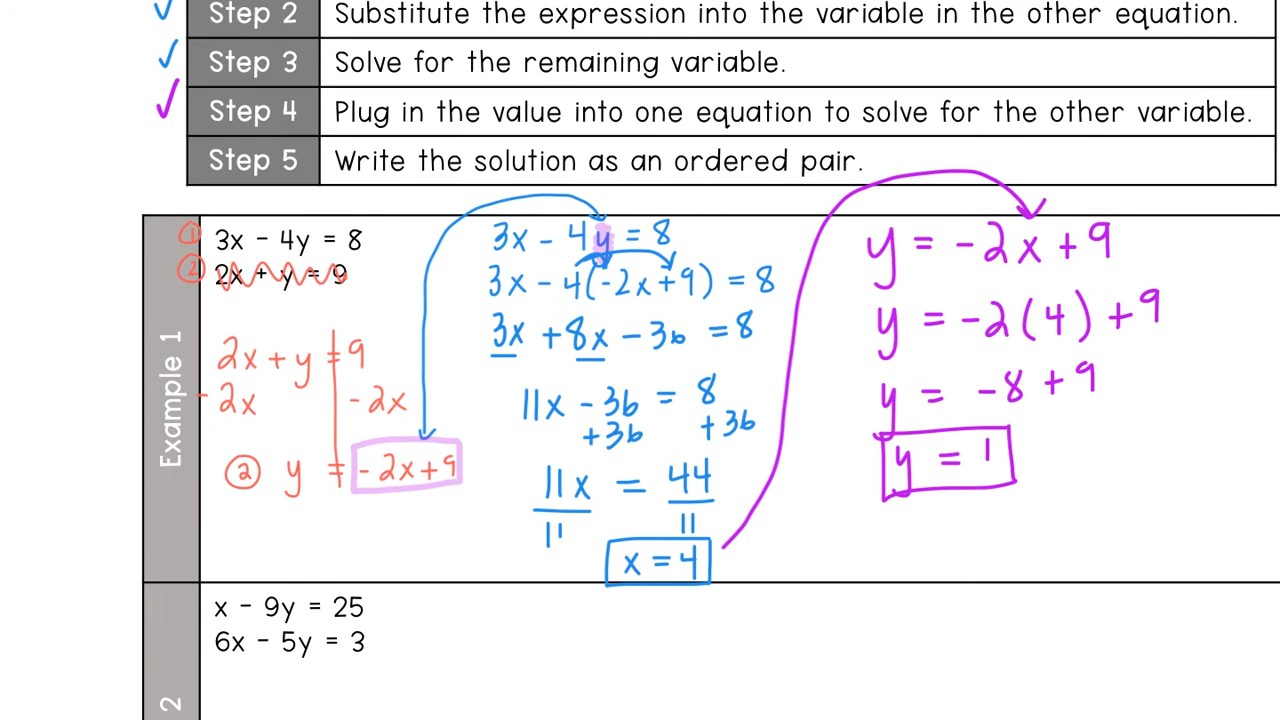 Step 2 Substitute the expression into the variable in the other equation.
Step 3 Solve for the remaining variable.
Step 4 Plug in the value into one equation to solve for the other variable.
Step 5 Write the solution as an ordered pair.
Example 1
① 3x - 4y = 8
② 2x + y = 9
2x + y = 9
- 2x - 2x
② y = - 2x + 9
3x - 4y = 8
3x - 4(-2x + 9) = 8
3x + 8x - 36 = 8
11x - 36 = 8
+36 +36
11x = 44
11 11
x = 4
y = -2x + 9
y = -2(4) + 9
y = -8 + 9
y = 1
2
x - 9y = 25
6x - 5y = 3